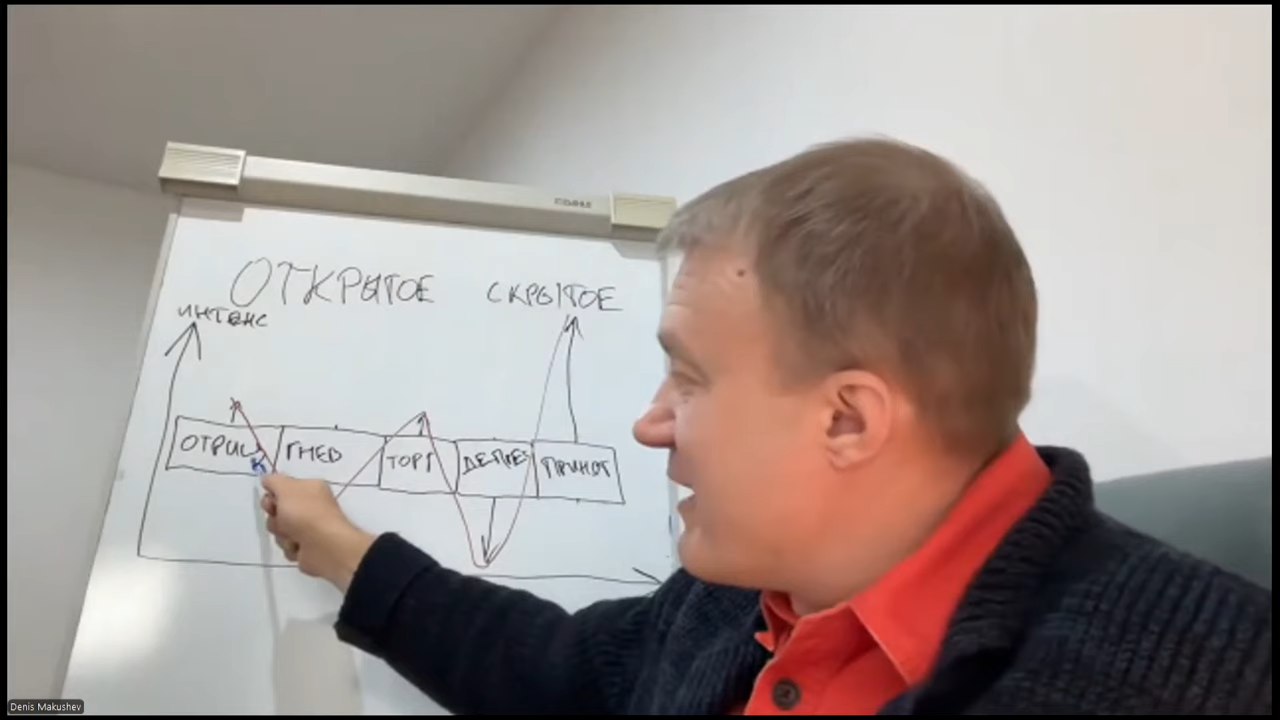 ОТКРЫТОЕ СКРЫТОЕ
ИНТЕНС
ОТРИЦ ГНЕВ ТОРГ ДЕПРЕС ПРИНЯТ
Denis Makushev